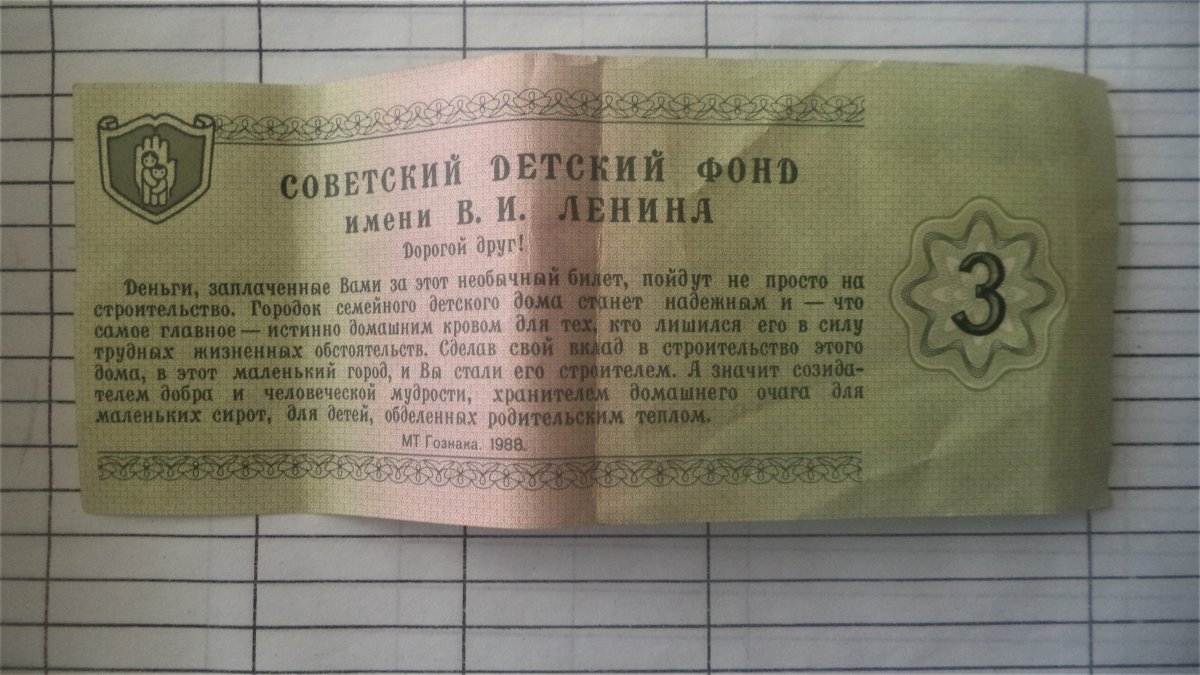 СОВЕТСКИЙ ДЕТСКИЙ ФОНД
имени В. И. ЛЕНИНА
Дорогой друг!
Деньги, заплаченные Вами за этот необычный билет, пойдут не просто на
строительство. Городок семейного детского дома станет надежным и — что
самое главное — истинно домашним кровом для тех, кто лишился его в силу
трудных жизненных обстоятельств. Сделав свой вклад в строительство этого
дома, в этот маленький город, и Вы стали его строителем. А значит созида-
телем добра и человеческой мудрости, хранителем домашнего очага для
маленьких сирот, для детей, обделенных родительским теплом.
МТ Гознака. 1988.
3